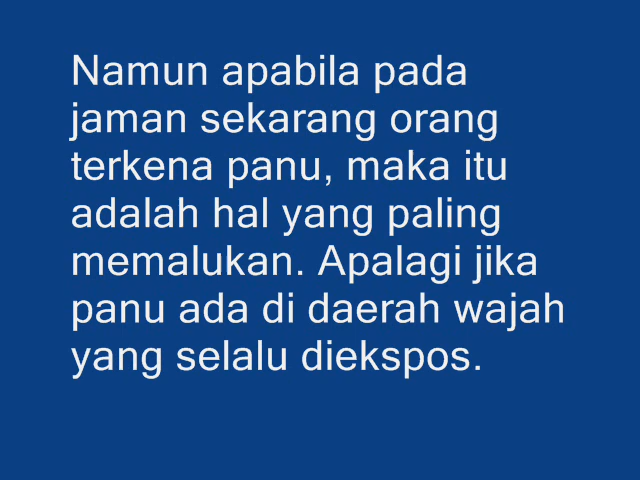 Namun apabila pada
jaman sekarang orang
terkena panu, maka itu
adalah hal yang paling
memalukan. Apalagi jika
panu ada di daerah wajah
yang selalu diekspos.